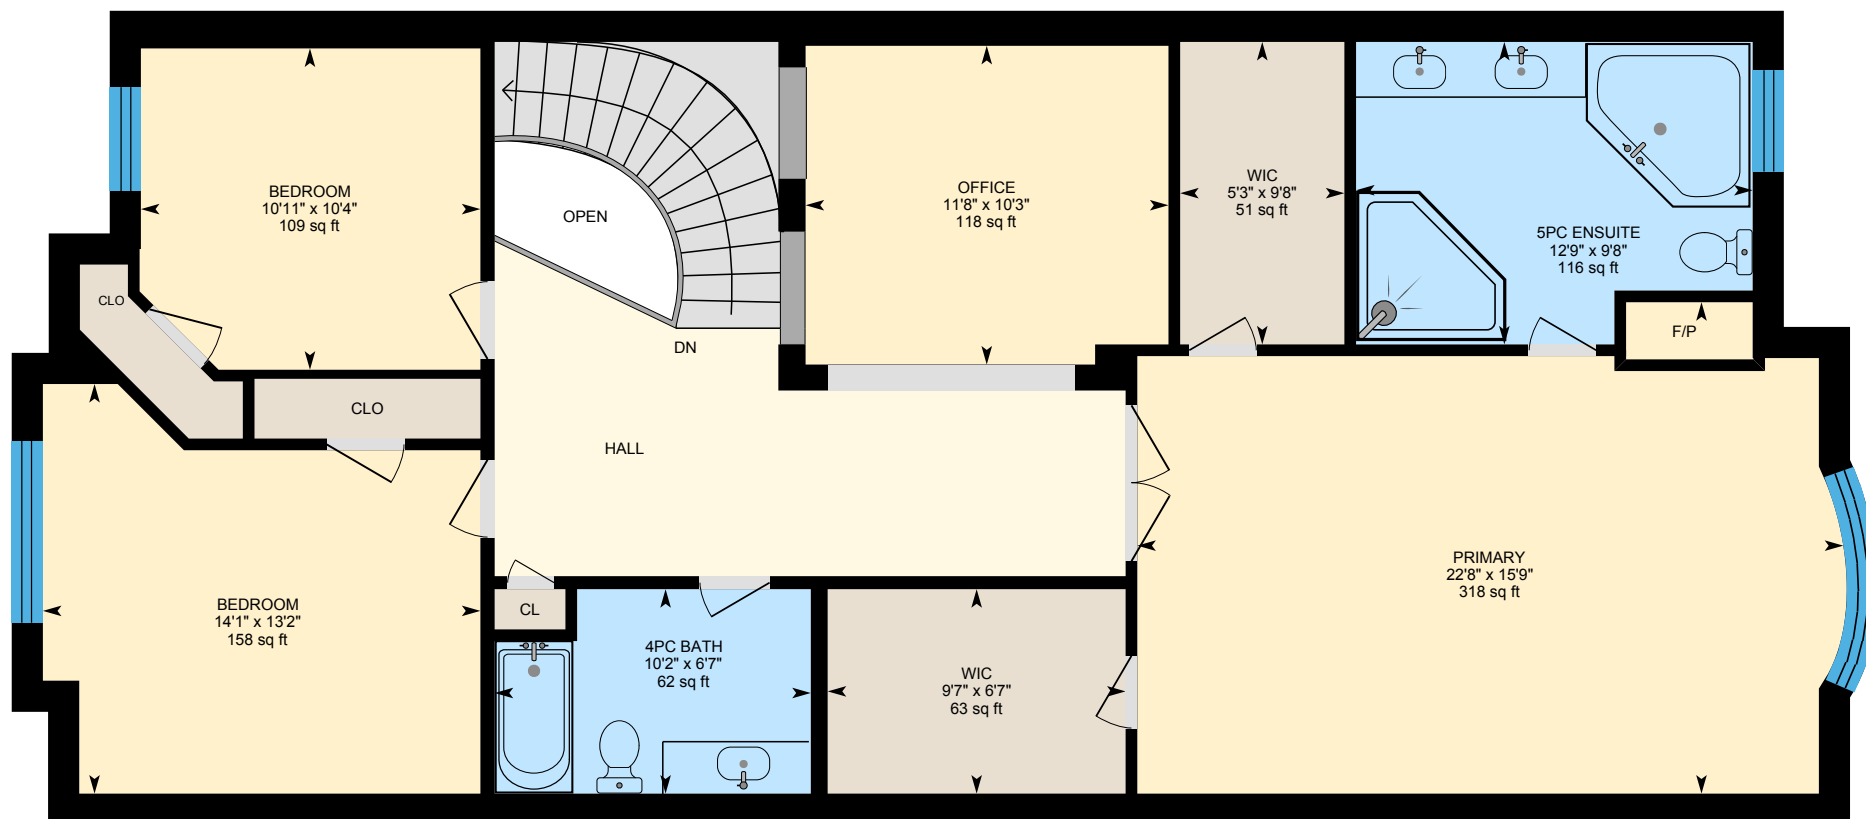 BEDROOM
10'11" x 10'4"
109 sq ft
OPEN
OFFICE
11'8" x 10'3"
118 sq ft
WIC
5'3" x 9'8"
51 sq ft
5PC ENSUITE
12'9" x 9'8"
116 sq ft
CLO
F/P
DN
CLO
HALL
PRIMARY
22'8" x 15'9"
318 sq ft
BEDROOM
14'1" x 13'2"
158 sq ft
CL
4PC BATH
10'2" x 6'7"
62 sq ft
WIC
9'7" x 6'7"
63 sq ft